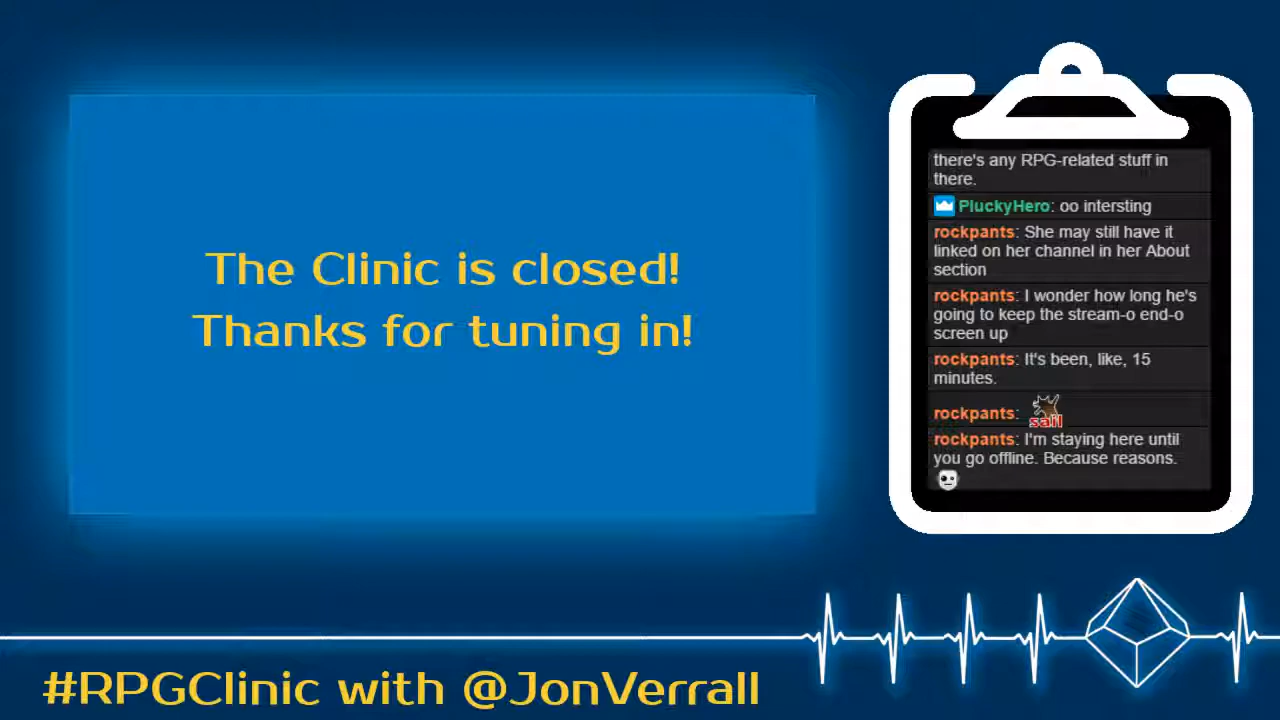 The Clinic is closed!
Thanks for tuning in!
there's any RPG-related stuff in
there.
PluckyHero: oo intersting
rockpants: She may still have it
linked on her channel in her About
section
rockpants: I wonder how long he's
going to keep the stream-o end-o
screen up
rockpants: It's been, like, 15
minutes.
rockpants: sail
rockpants: I'm staying here until
you go offline. Because reasons.
#RPGClinic with @JonVerrall